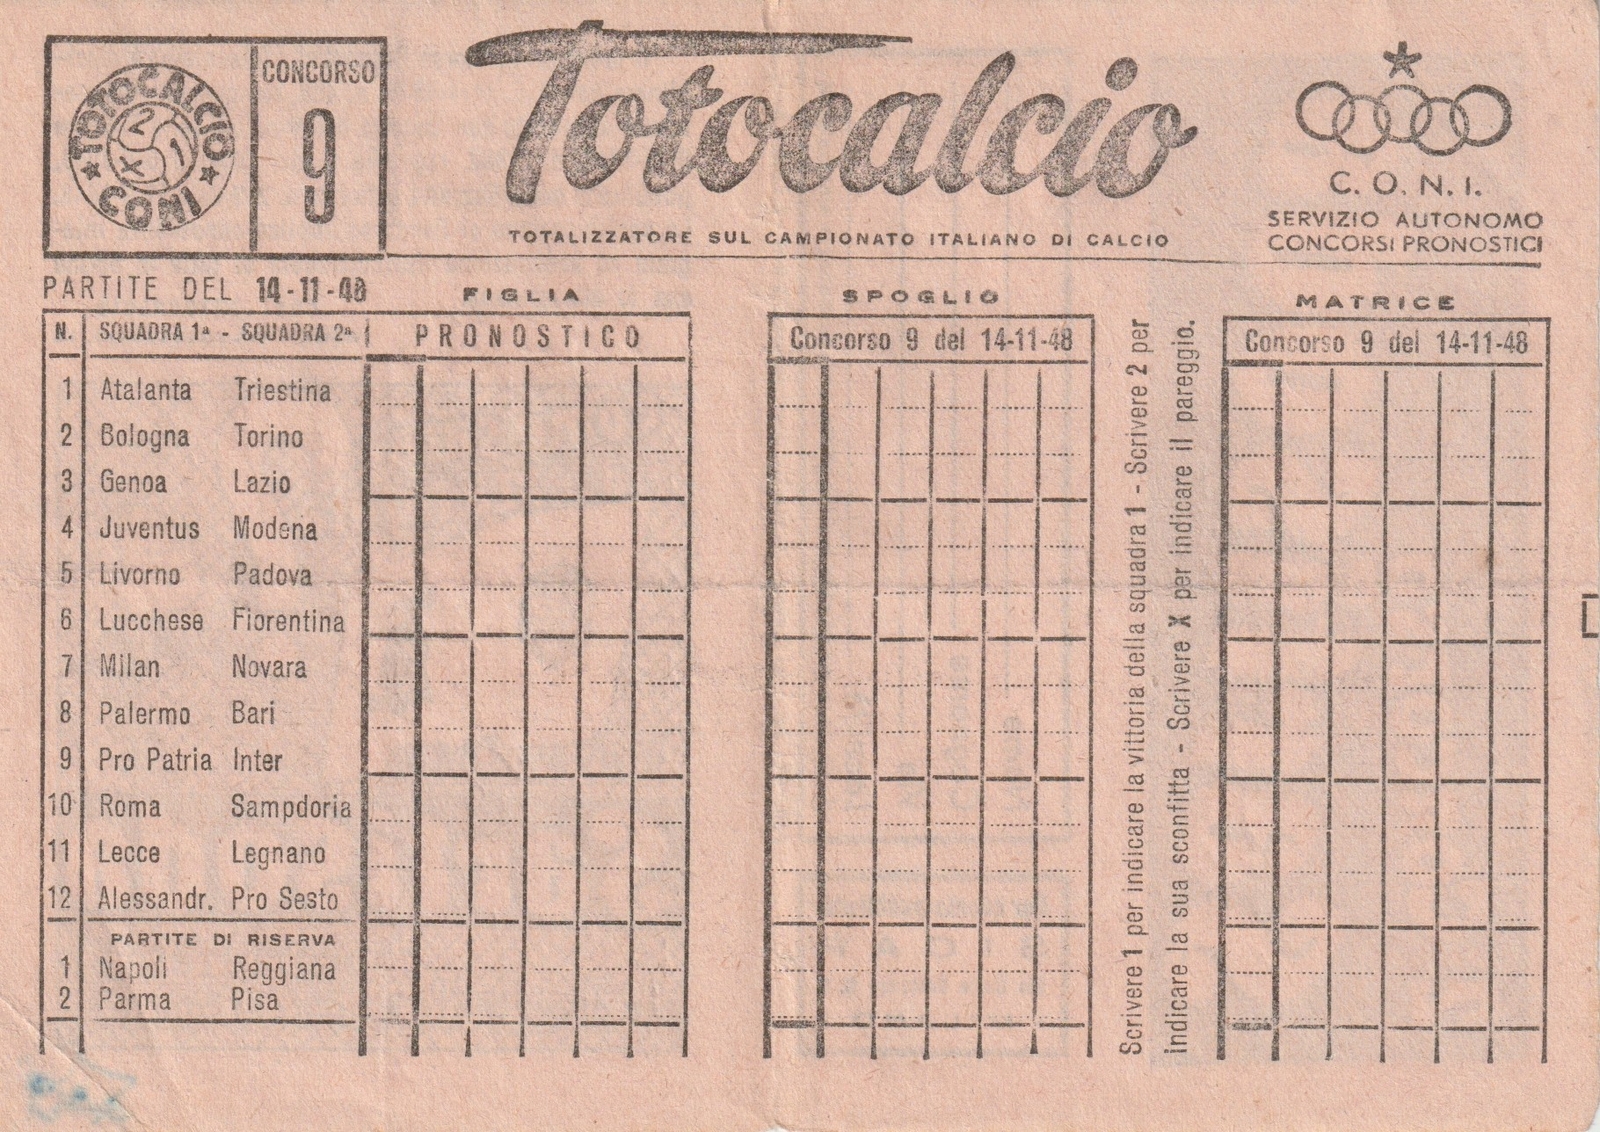 TOTOCALCIO
2
X 1
CONI
CONCORSO
9
Totocalcio
TOTALIZZATORE SUL CAMPIONATO ITALIANO DI CALCIO
C. O. N. I.
SERVIZIO AUTONOMO
CONCORSI PRONOSTICI
PARTITE DEL 14-11-48
FIGLIA
N. SQUADRA 1ª - SQUADRA 2ª PRONOSTICO
1 Atalanta Triestina
2 Bologna Torino
3 Genoa Lazio
4 Juventus Modena
5 Livorno Padova
6 Lucchese Fiorentina
7 Milan Novara
8 Palermo Bari
9 Pro Patria Inter
10 Roma Sampdoria
11 Lecce Legnano
12 Alessandr. Pro Sesto
PARTITE DI RISERVA
1 Napoli Reggiana
2 Parma Pisa
SPOGLIO
Concorso 9 del 14-11-48
Scrivere 1 per indicare la vittoria della squadra 1 - Scrivere 2 per
indicare la sua sconfitta - Scrivere X per indicare il pareggio.
MATRICE
Concorso 9 del 14-11-48